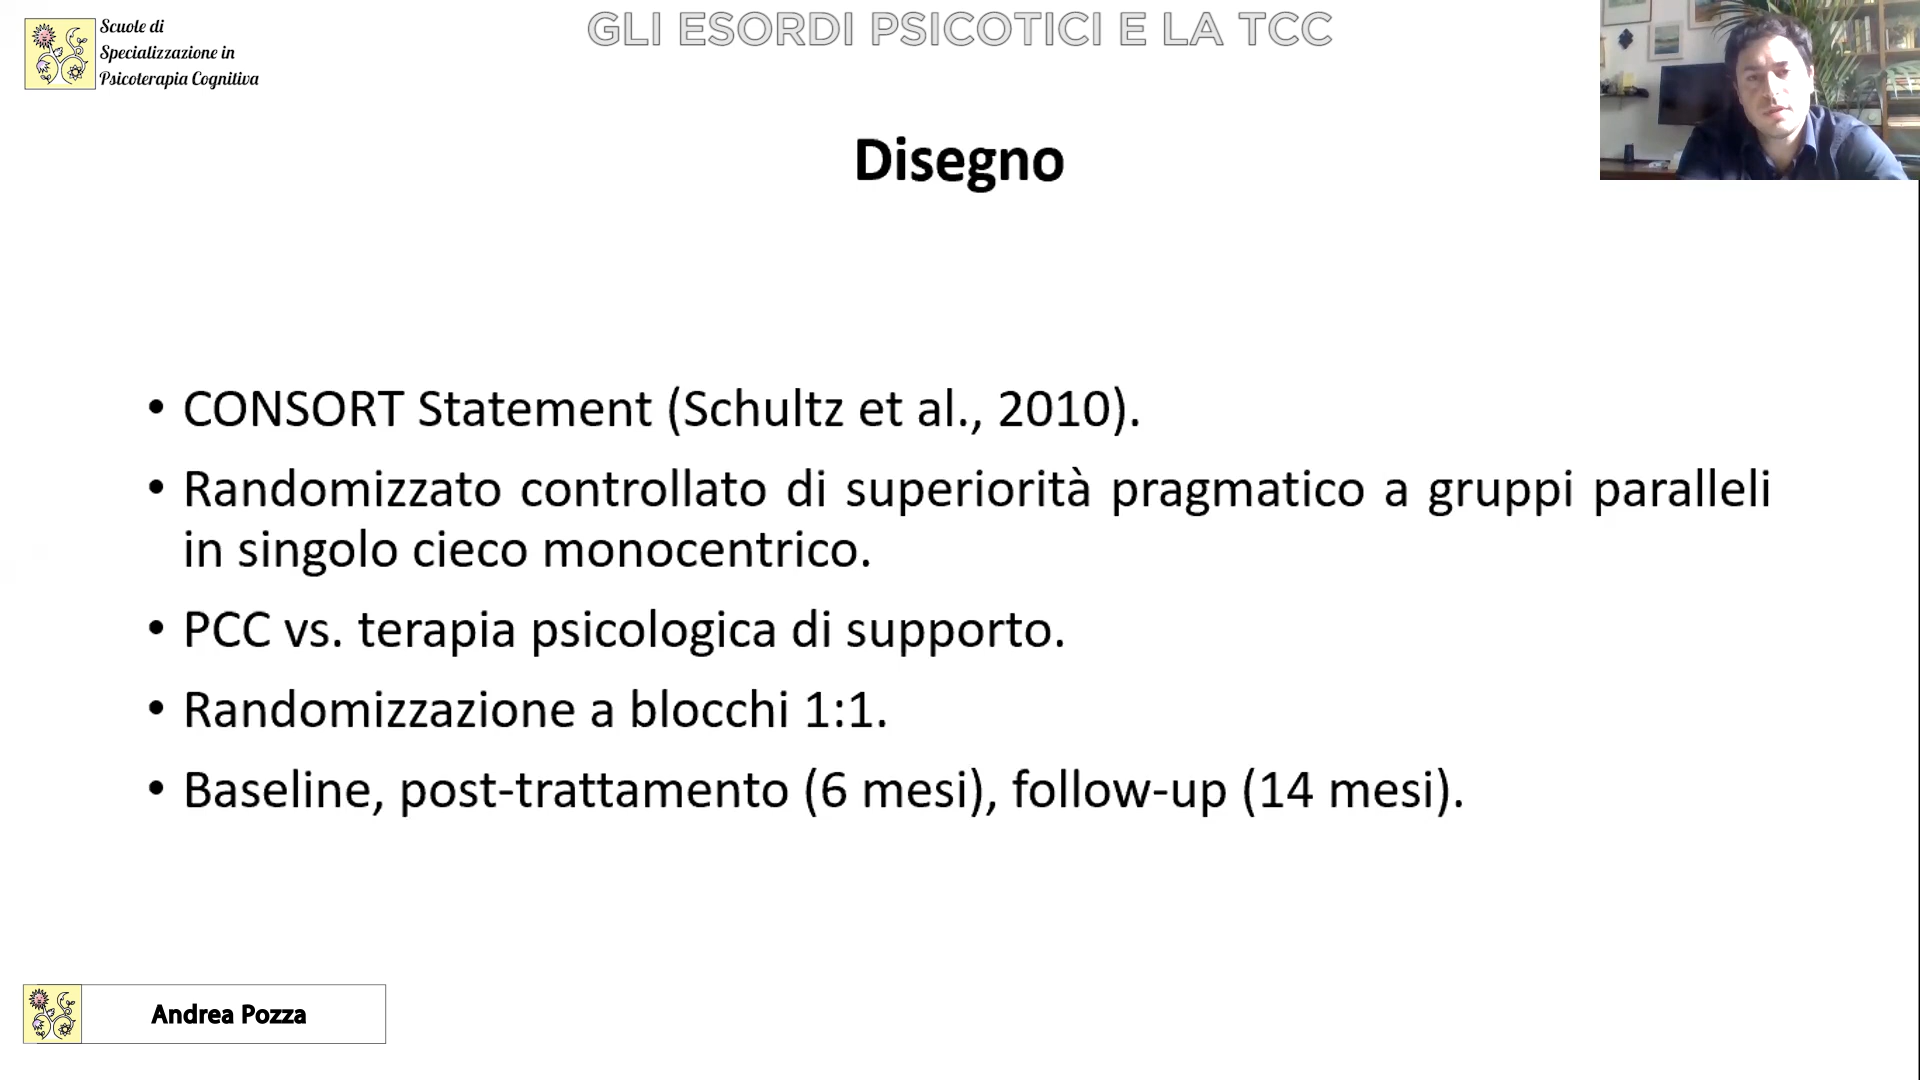 Scuole di
Specializzazione in
Psicoterapia Cognitiva
GLI ESORDI PSICOTICI E LA TCC
Disegno
• CONSORT Statement (Schultz et al., 2010).
• Randomizzato controllato di superiorità pragmatico a gruppi paralleli
in singolo cieco monocentrico.
• PCC vs. terapia psicologica di supporto.
• Randomizzazione a blocchi 1:1.
• Baseline, post-trattamento (6 mesi), follow-up (14 mesi).
Andrea Pozza